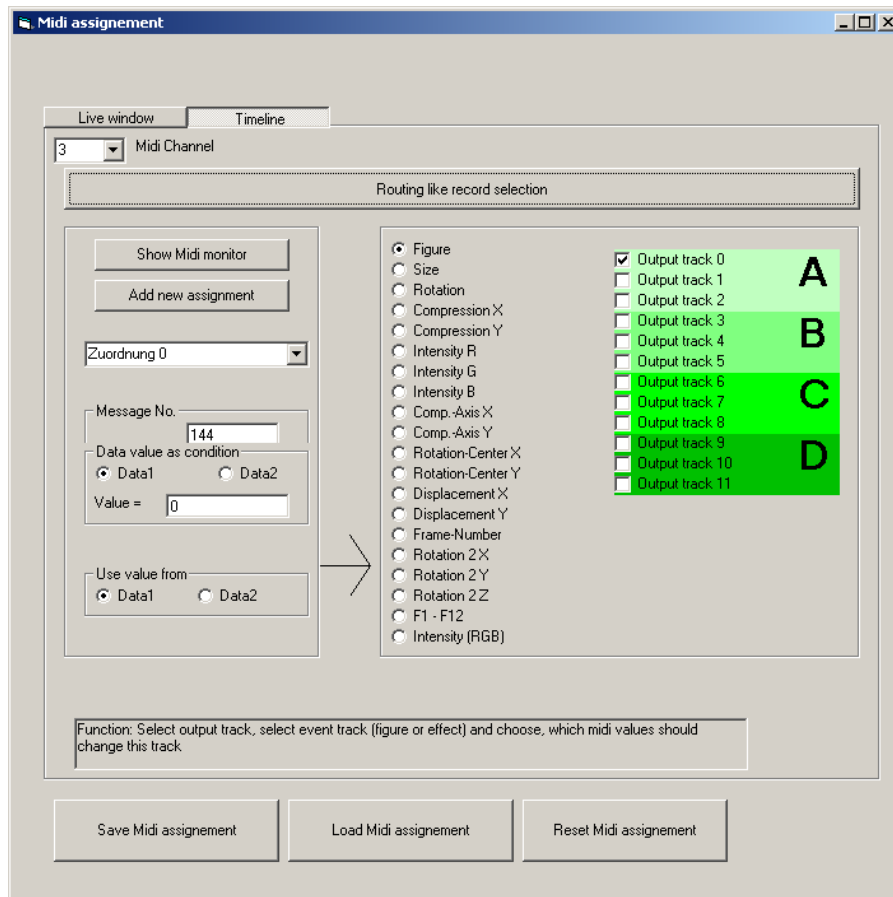 Midi assignement
Live window
Timeline
3
Midi Channel
Routing like record selection
Show Midi monitor
Add new assignment
Zuordnung 0
Message No.
144
Data value as condition
Data1
Data2
Value =
0
Use value from
Data1
Data2
Figure
Size
Rotation
Compression X
Compression Y
Intensity R
Intensity G
Intensity B
Comp.-Axis X
Comp.-Axis Y
Rotation-Center X
Rotation-Center Y
Displacement X
Displacement Y
Frame-Number
Rotation 2 X
Rotation 2 Y
Rotation 2 Z
F1 - F12
Intensity (RGB)
Output track 0
Output track 1
Output track 2
A
Output track 3
Output track 4
Output track 5
B
Output track 6
Output track 7
Output track 8
C
Output track 9
Output track 10
Output track 11
D
Function: Select output track, select event track (figure or effect) and choose, which midi values should
change this track
Save Midi assignement
Load Midi assignement
Reset Midi assignement